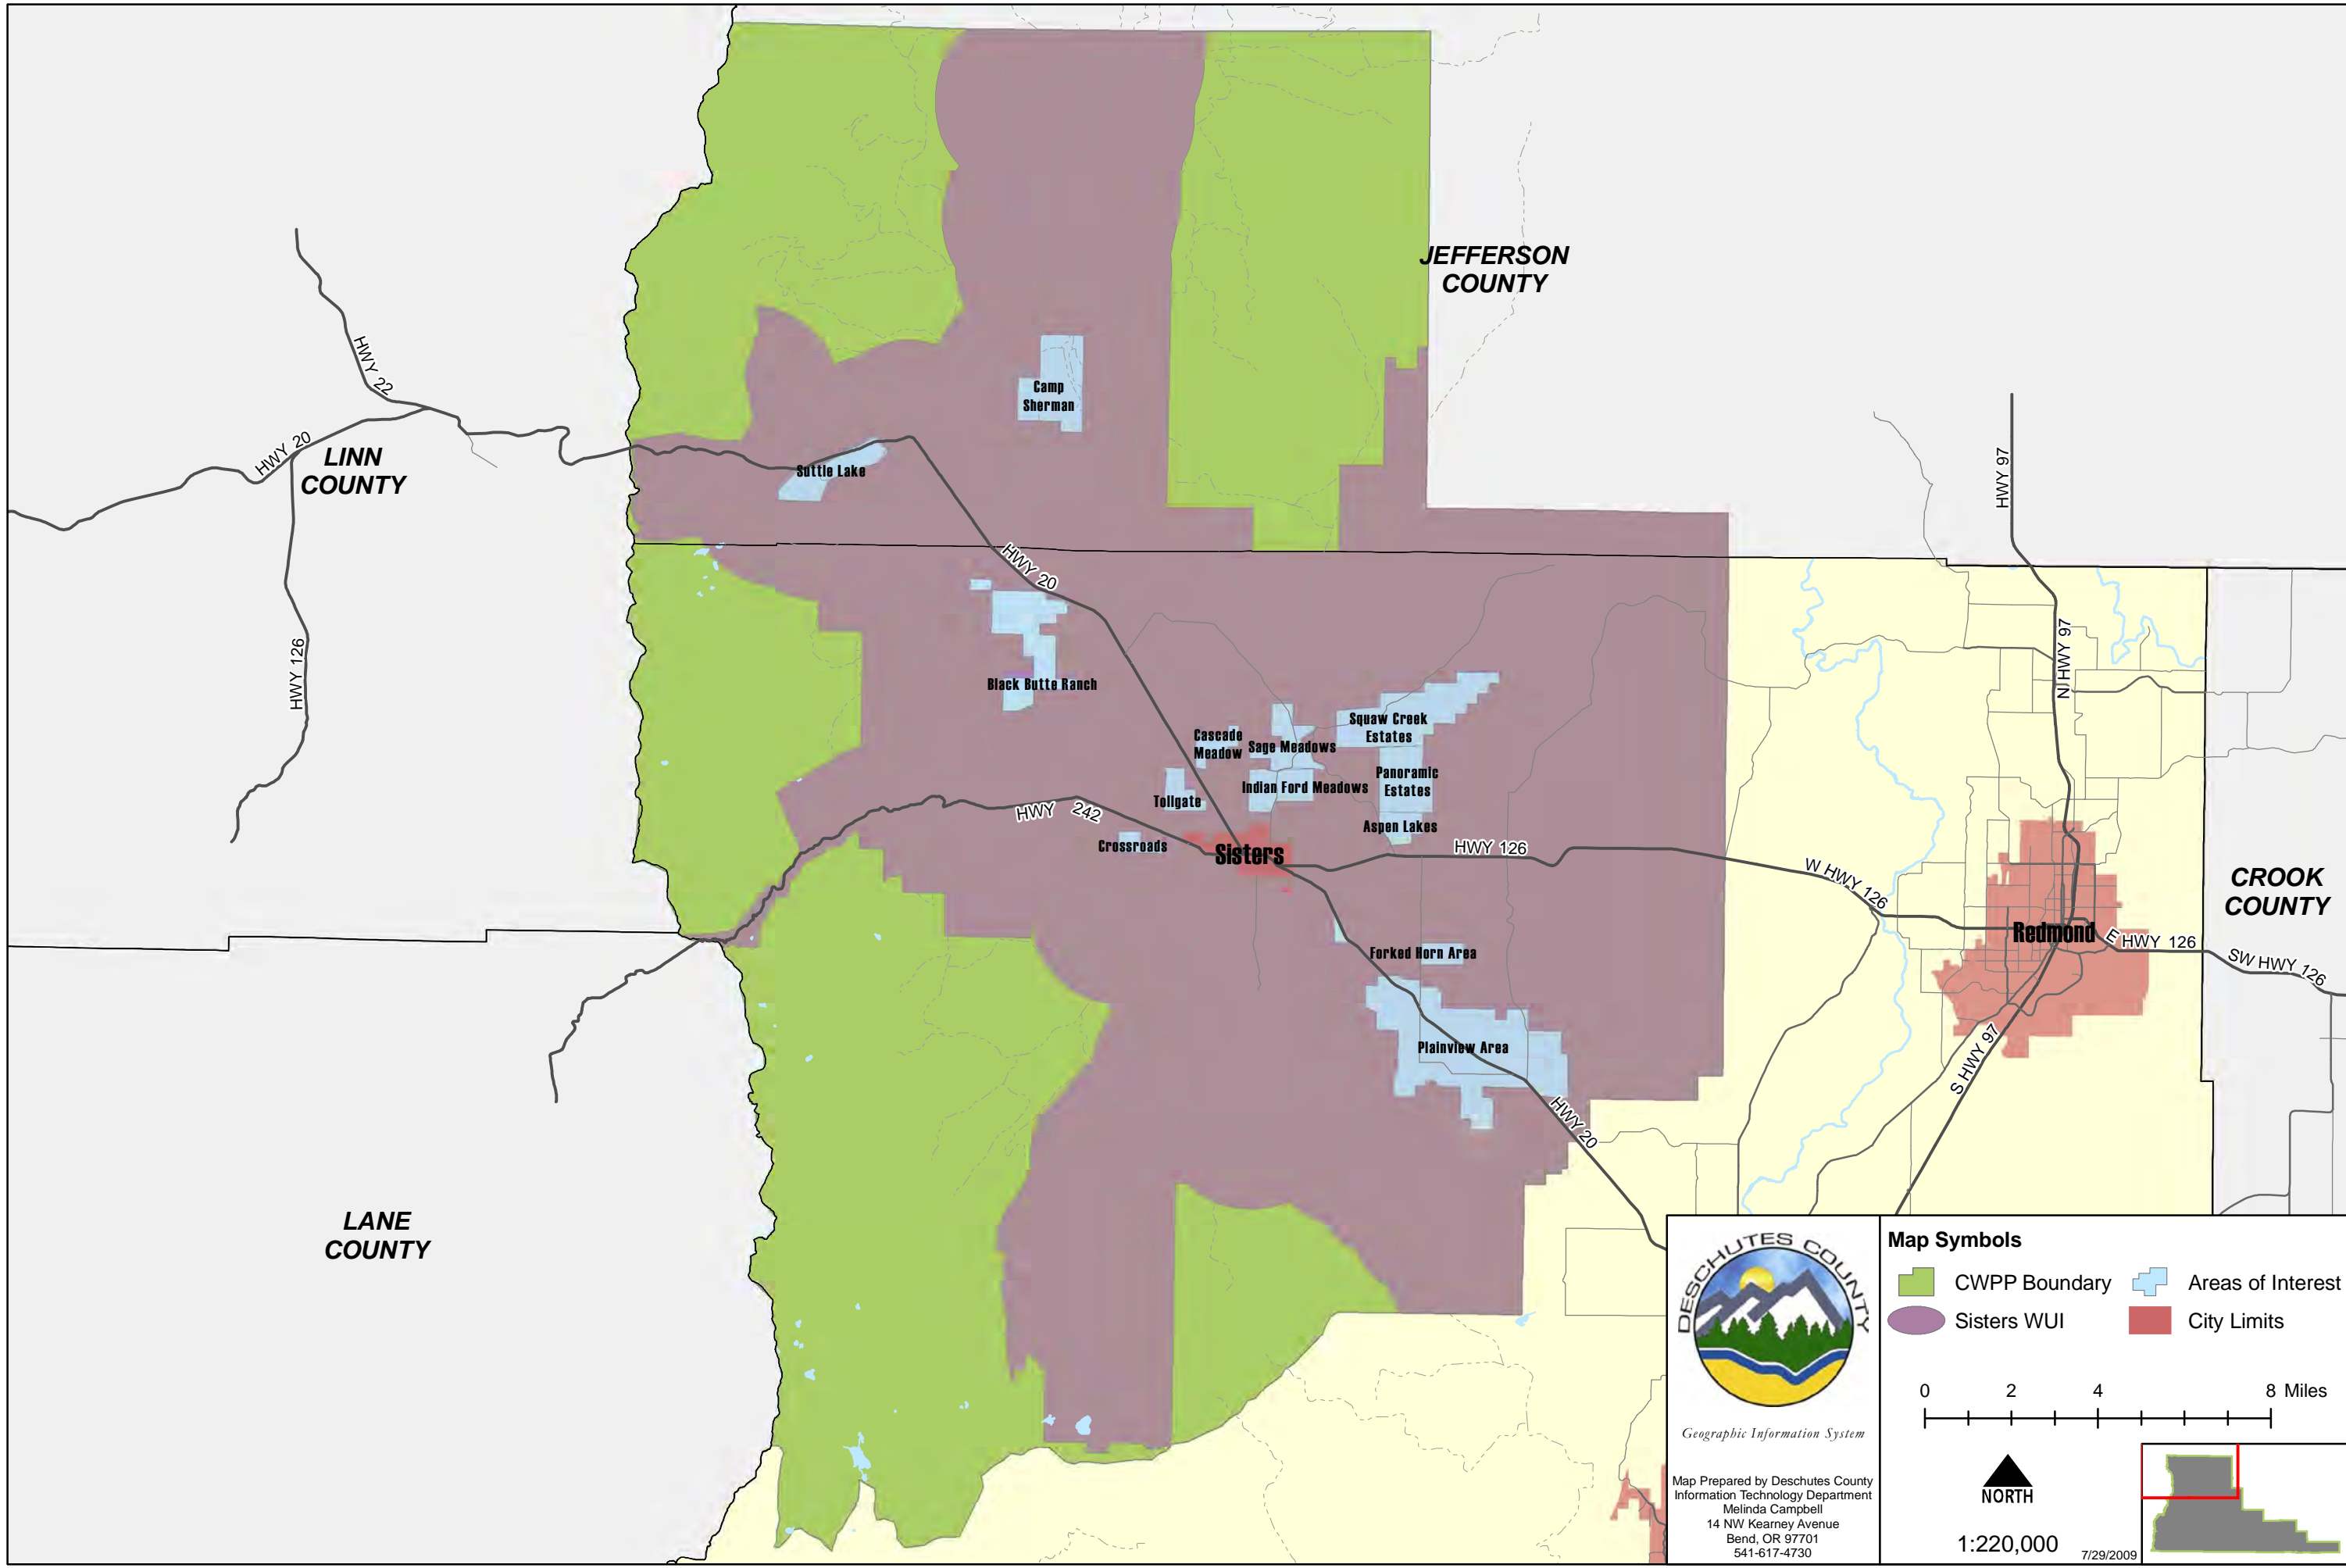 JEFFERSON
COUNTY
HWY 22
HWY 20
LINN
COUNTY
HWY 126
Camp
Sherman
Suttle Lake
HWY 20
HWY 97
N HWY 97
Black Butte Ranch
Squaw Creek
Estates
Cascade
Meadow
Sage Meadows
Panoramic
Estates
Indian Ford Meadows
Tollgate
HWY 242
Aspen Lakes
Crossroads
Sisters
HWY 126
W HWY 126
CROOK
COUNTY
Redmond
E HWY 126
SW HWY 126
Forked Horn Area
Plainview Area
HWY 20
S HWY 97
LANE
COUNTY
DESCHUTES COUNTY
Geographic Information System
Map Prepared by Deschutes County
Information Technology Department
Melinda Campbell
14 NW Kearney Avenue
Bend, OR 97701
541-617-4730
Map Symbols
CWPP Boundary
Areas of Interest
Sisters WUI
City Limits
0 2 4 8 Miles
NORTH
1:220,000
7/29/2009